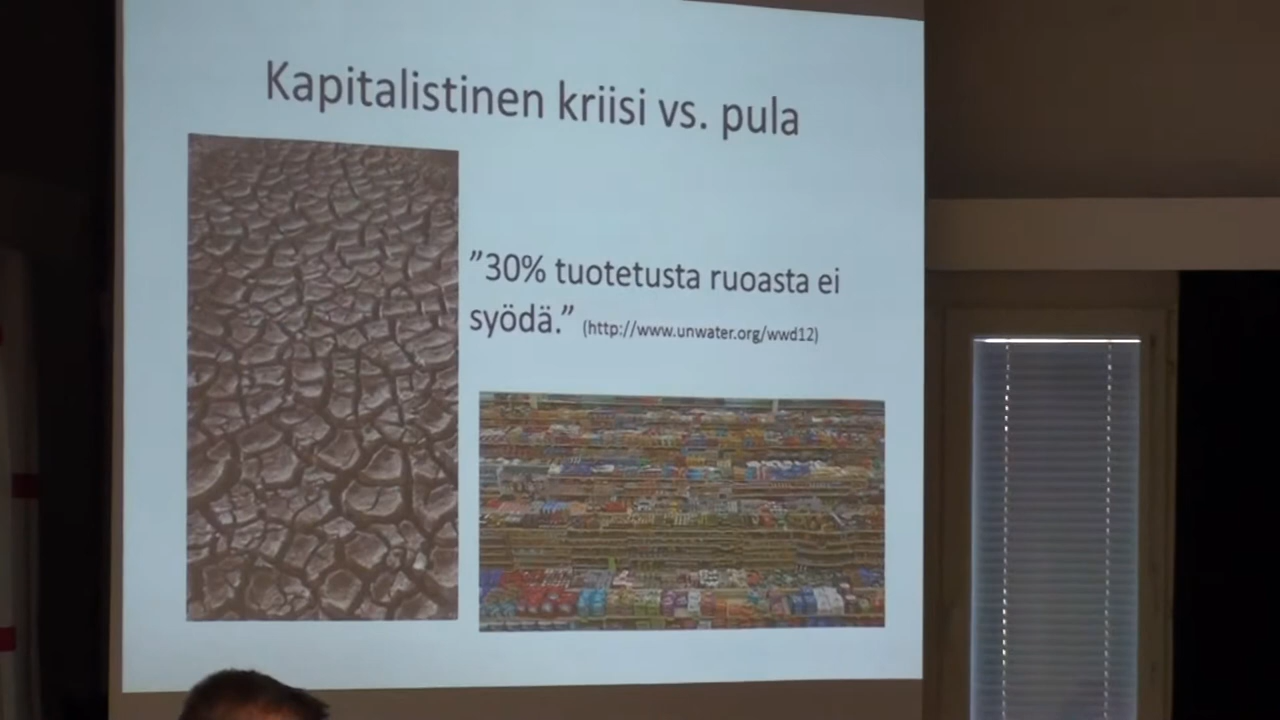 Kapitalistinen kriisi vs. pula
”30% tuotetusta ruoasta ei
syödä.” (http://www.unwater.org/wwd12)